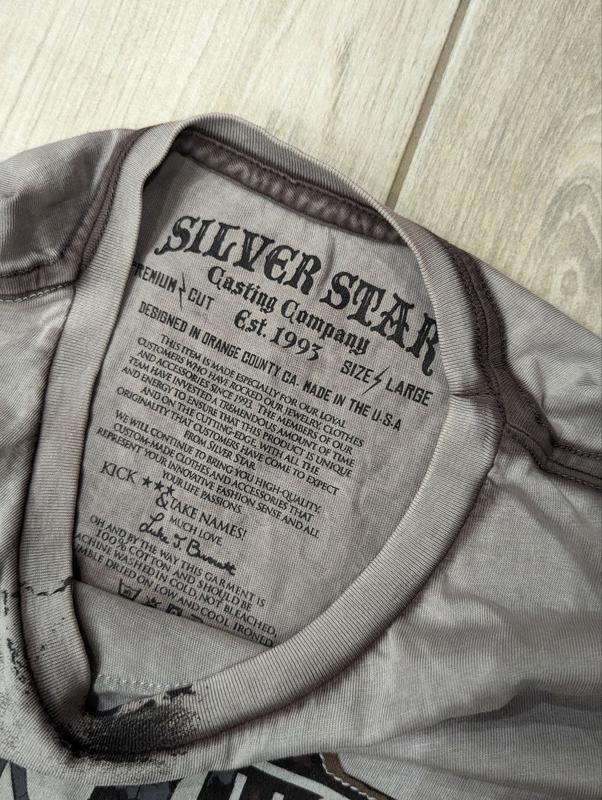 SILVER STAR
Casting Company
Est. 1993
PREMIUM CUT
SIZE LARGE
DESIGNED IN ORANGE COUNTY CA. MADE IN THE U.S.A
THIS ITEM IS MADE ESPECIALLY FOR OUR LOYAL
CUSTOMERS WHO HAVE ROOTED FOR JEWELRY, CLOTHES
AND ACCESSORIES SINCE 1993. THE MEMBERS OF OUR
TEAM HAVE INVESTED A TREMENDOUS AMOUNT OF TIME
AND ENERGY TO ENSURE THAT THIS PRODUCT IS UNIQUE
AND ON THE CUTTING-EDGE, WITH ALL THE
ORIGINALITY THAT CUSTOMERS HAVE COME TO EXPECT
FROM SILVER STAR.
WE WILL CONTINUE TO BRING YOU HIGH-QUALITY,
CUSTOM-MADE CLOTHES AND ACCESSORIES THAT
REPRESENT YOUR INNOVATIVE FASHION SENSE AND ALL
YOUR LIFE PASSIONS.
KICK ★★★
& TAKE NAMES!
MUCH LOVE,
Luke J. Burrett
OH AND BY THE WAY THIS GARMENT IS
100% COTTON AND SHOULD BE
MACHINE WASHED IN COLD, NOT BLEACHED,
TUMBLE DRIED ON LOW AND COOL IRONED